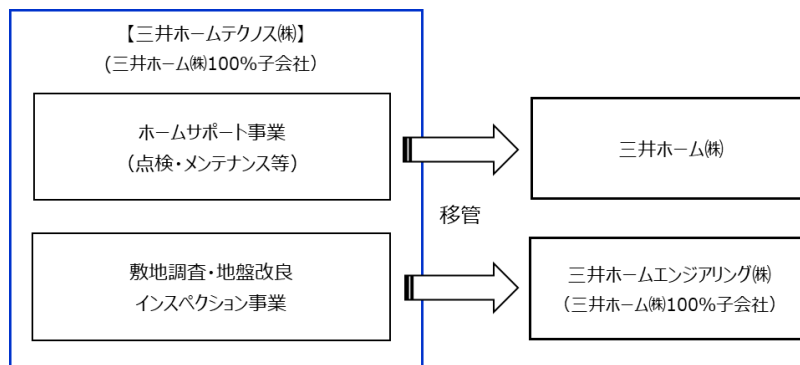 【三井ホームテクノス㈱】
(三井ホーム㈱100%子会社)
ホームサポート事業
(点検・メンテナンス等)
三井ホーム㈱
移管
敷地調査・地盤改良
インスペクション事業
三井ホームエンジアリング㈱
(三井ホーム㈱100%子会社)